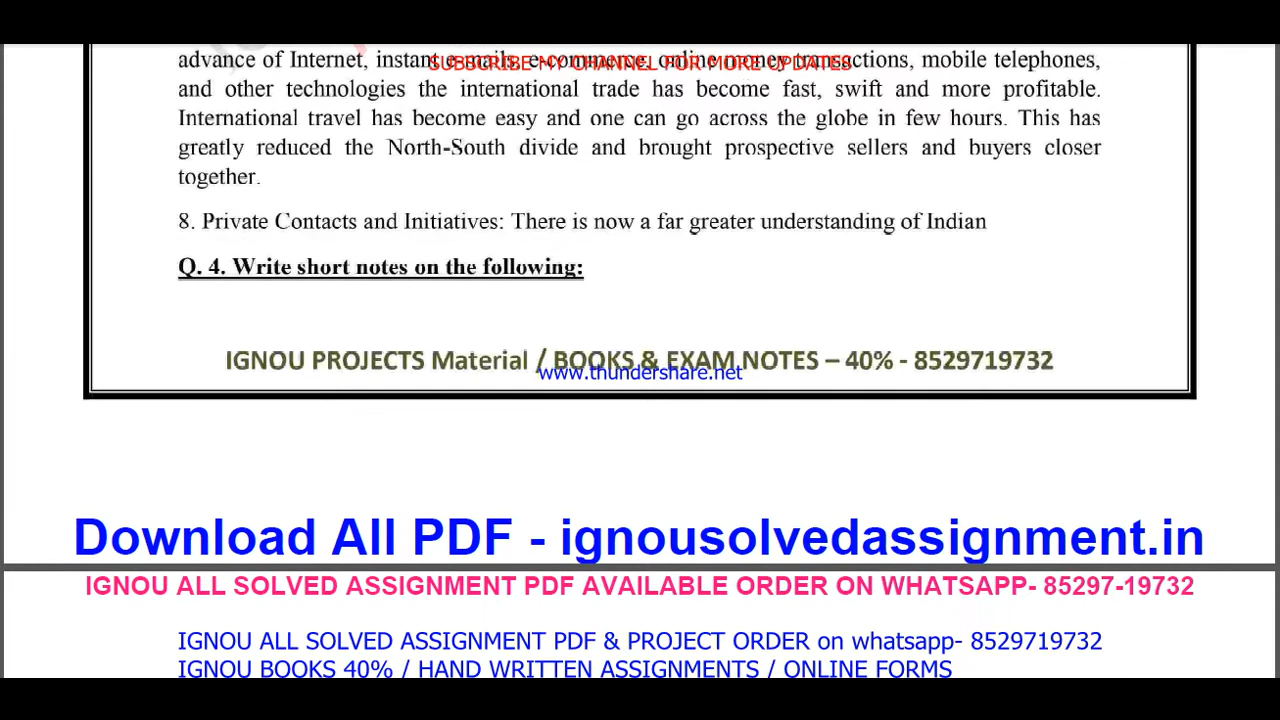 advance of Internet, instant e-mails, e-commerce, online money transactions, mobile telephones,
SUBSCRIBE MY CHANNEL FOR MORE UPDATES
and other technologies the international trade has become fast, swift and more profitable.
International travel has become easy and one can go across the globe in few hours. This has
greatly reduced the North-South divide and brought prospective sellers and buyers closer
together.
8. Private Contacts and Initiatives: There is now a far greater understanding of Indian
Q. 4. Write short notes on the following:
IGNOU PROJECTS Material / BOOKS & EXAM NOTES – 40% - 8529719732
www.thundershare.net
Download All PDF - ignousolvedassignment.in
IGNOU ALL SOLVED ASSIGNMENT PDF AVAILABLE ORDER ON WHATSAPP- 85297-19732
IGNOU ALL SOLVED ASSIGNMENT PDF & PROJECT ORDER on whatsapp- 8529719732
IGNOU BOOKS 40% / HAND WRITTEN ASSIGNMENTS / ONLINE FORMS